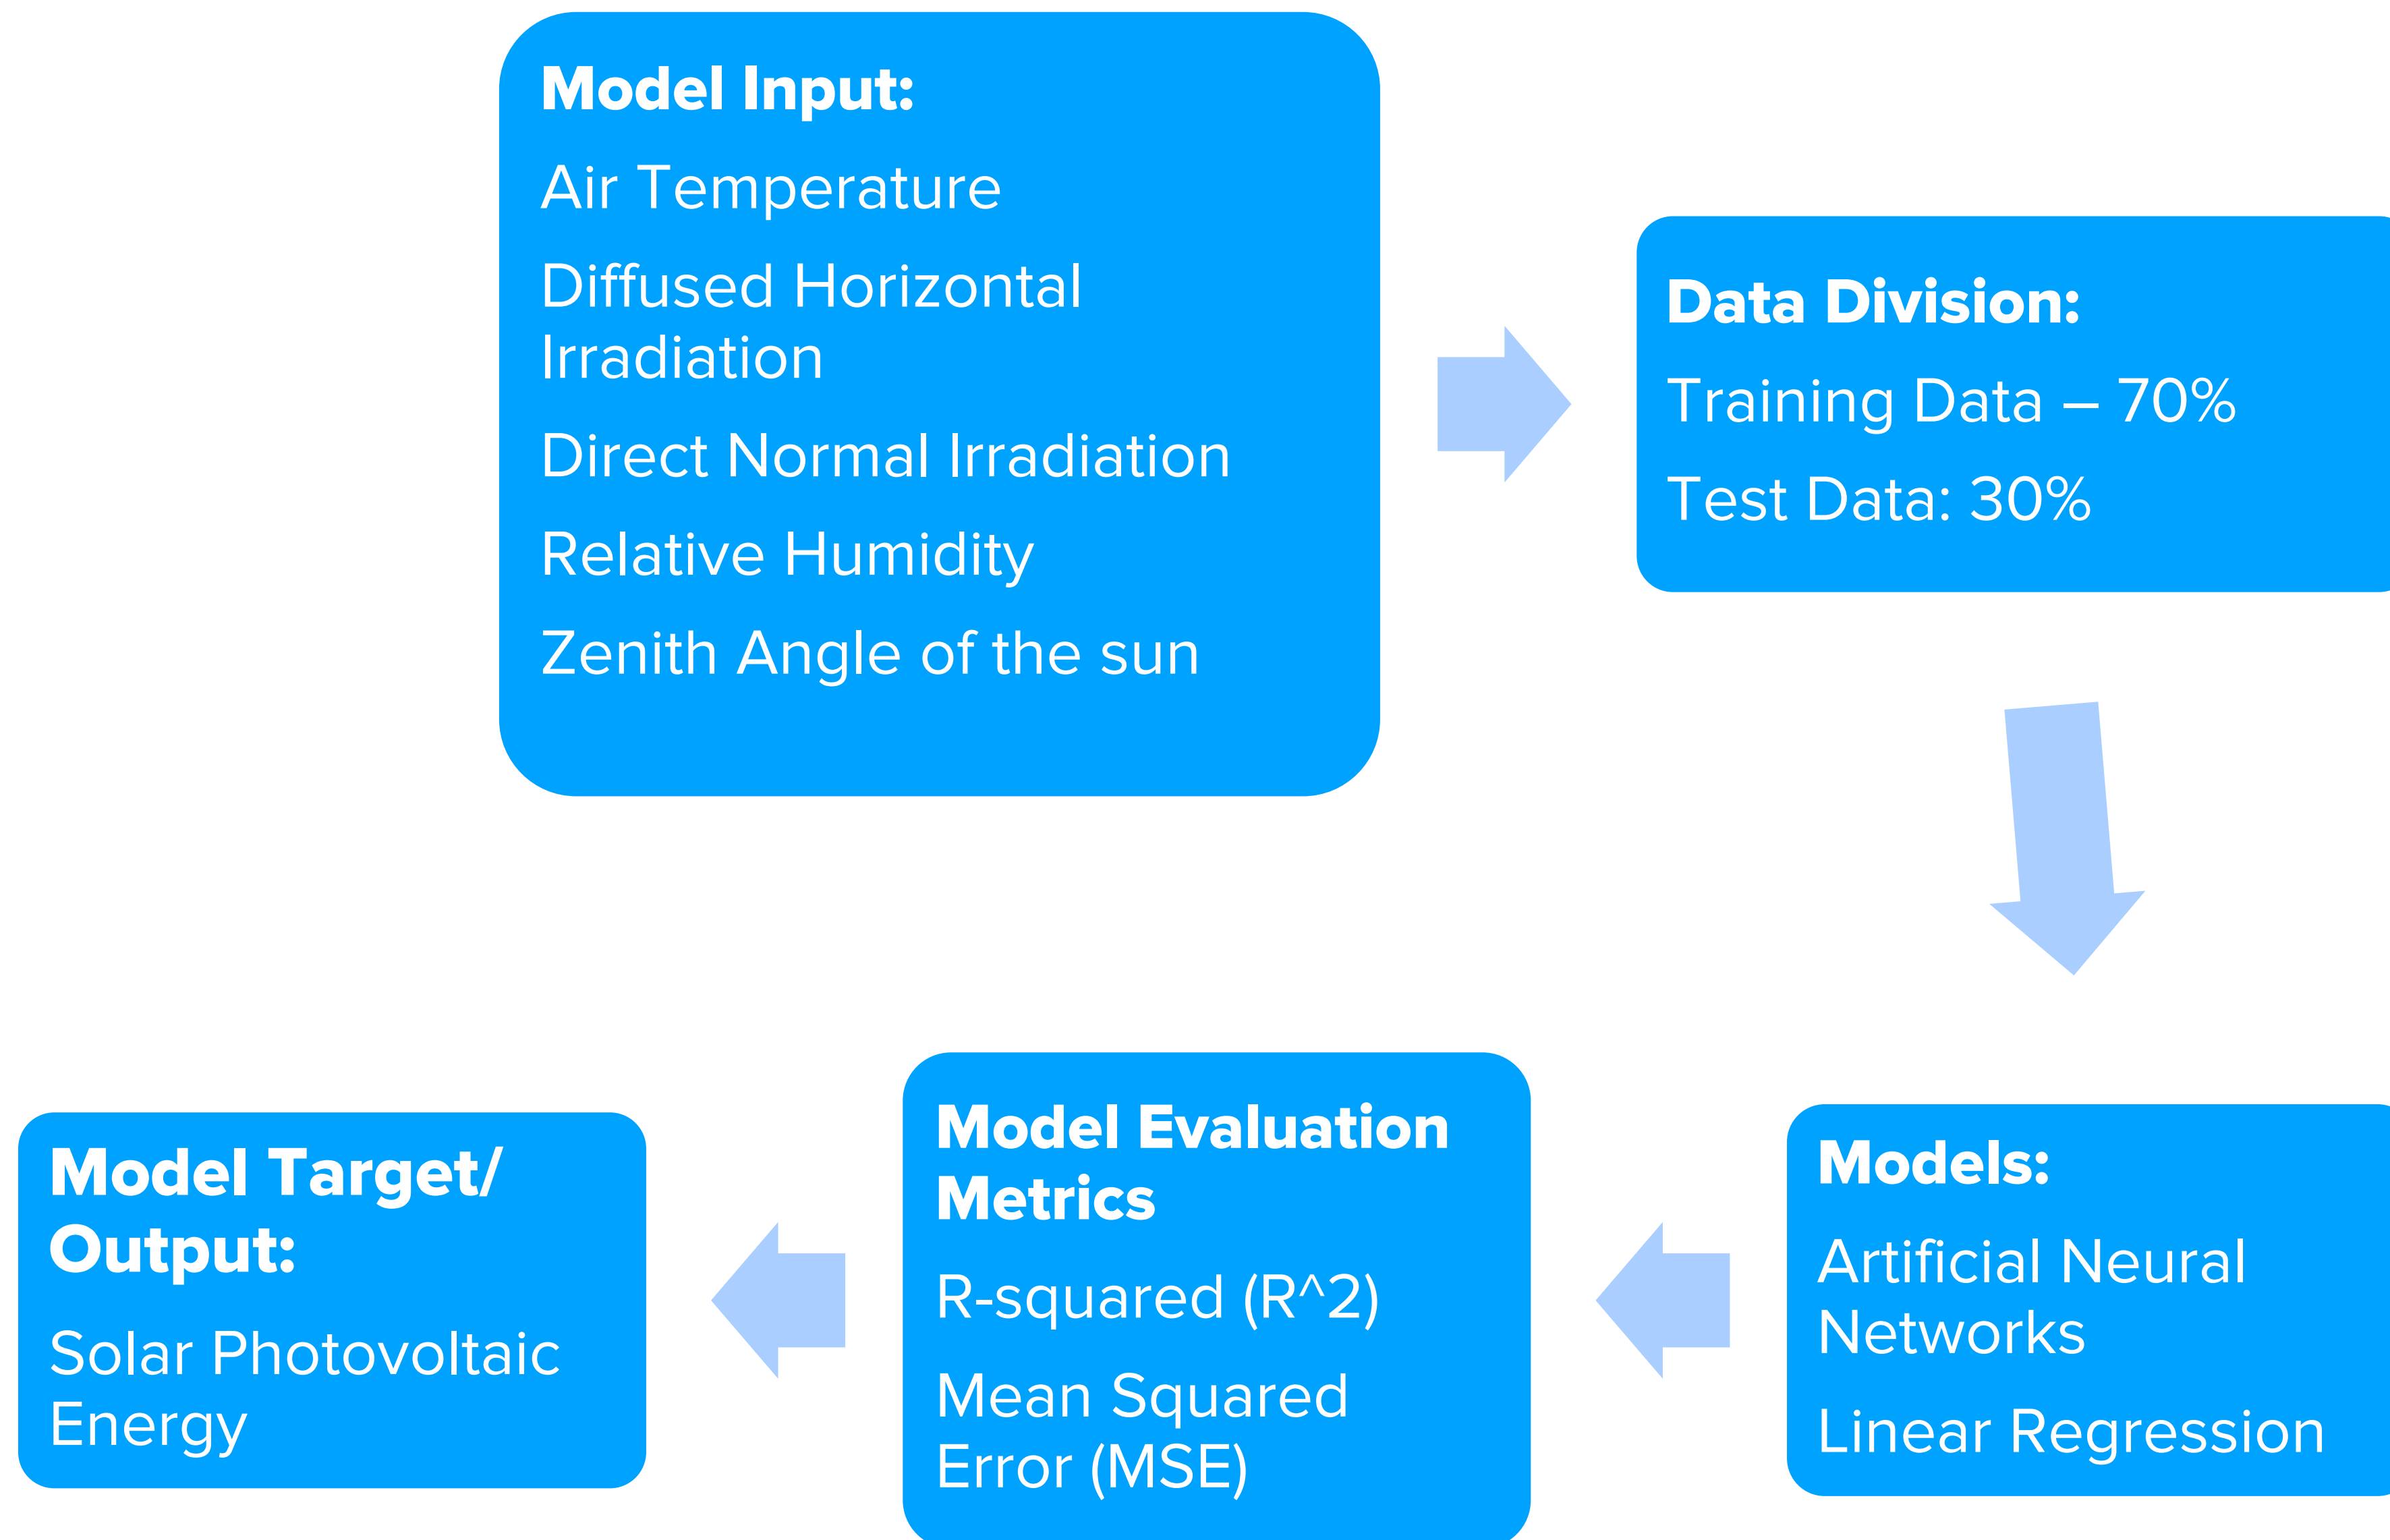 Model Input:
Air Temperature
Diffused Horizontal
Irradiation
Direct Normal Irradiation
Relative Humidity
Zenith Angle of the sun
Data Division:
Training Data – 70%
Test Data: 30%
Models:
Artificial Neural
Networks
Linear Regression
Model Evaluation
Metrics
R-squared (R^2)
Mean Squared
Error (MSE)
Model Target/
Output:
Solar Photovoltaic
Energy